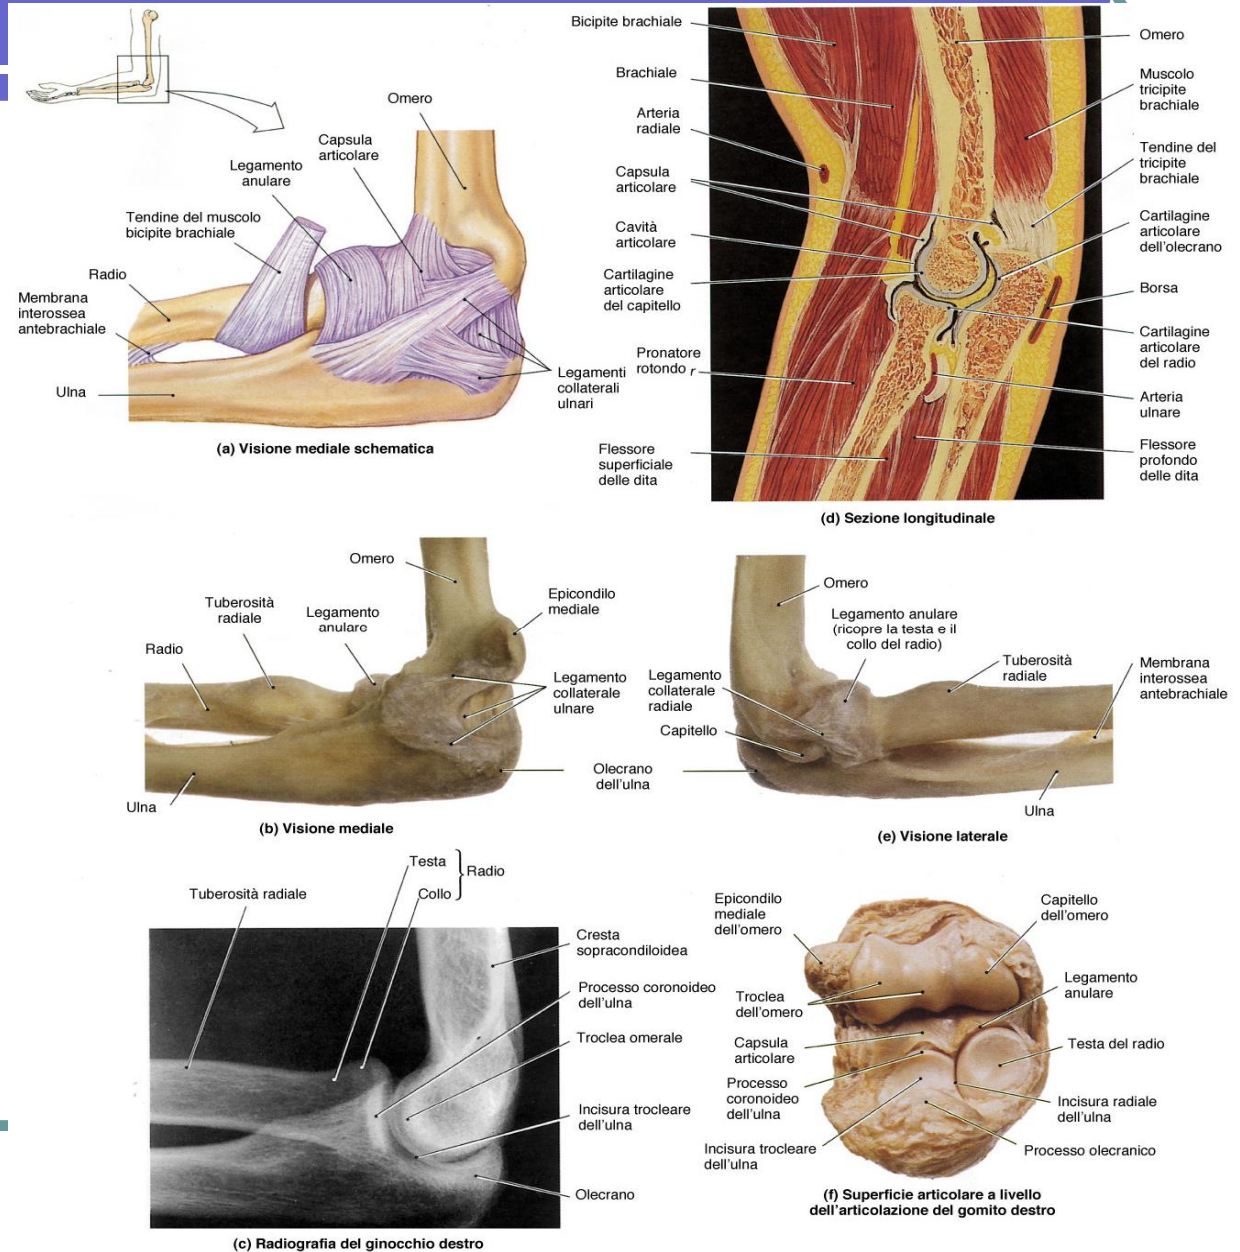 Omero
Capsula
articolare
Legamento
anulare
Tendine del muscolo
bicipite brachiale
Radio
Membrana
interossea
antebrachiale
Ulna
Legamenti
collaterali
ulnari
(a) Visione mediale schematica
Bicipite brachiale
Brachiale
Arteria
radiale
Capsula
articolare
Cavità
articolare
Cartilagine
articolare
del capitello
Pronatore
rotondo r
Flessore
superficiale
delle dita
Omero
Muscolo
tricipite
brachiale
Tendine del
tricipite
brachiale
Cartilagine
articolare
dell'olecrano
Borsa
Cartilagine
articolare
del radio
Arteria
ulnare
Flessore
profondo
delle dita
(d) Sezione longitudinale
Omero
Epicondilo
mediale
Tuberosità
radiale
Legamento
anulare
Radio
Legamento
collaterale
ulnare
Olecrano
dell'ulna
Ulna
(b) Visione mediale
Omero
Legamento anulare
(ricopre la testa e il
collo del radio)
Tuberosità
radiale
Membrana
interossea
antebrachiale
Legamento
collaterale
radiale
Capitello
Ulna
(e) Visione laterale
Testa
Collo
Radio
Tuberosità radiale
Cresta
sopracondiloidea
Processo coronoideo
dell'ulna
Troclea omerale
Incisura trocleare
dell'ulna
Olecrano
(c) Radiografia del ginocchio destro
Epicondilo
mediale
dell'omero
Capitello
dell'omero
Troclea
dell'omero
Legamento
anulare
Capsula
articolare
Testa del radio
Processo
coronoideo
dell'ulna
Incisura radiale
dell'ulna
Incisura trocleare
dell'ulna
Processo olecranico
(f) Superficie articolare a livello
dell'articolazione del gomito destro